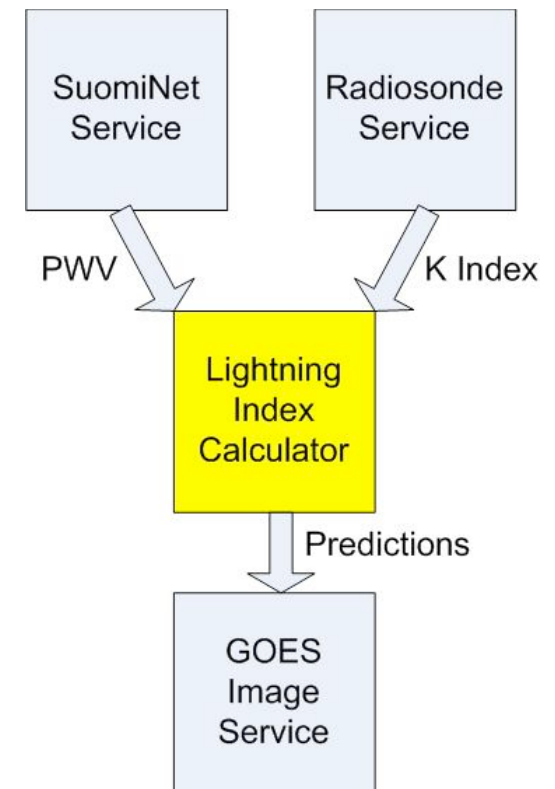 SuomiNet
Service
Radiosonde
Service
PWV
K Index
Lightning
Index
Calculator
Predictions
GOES
Image
Service